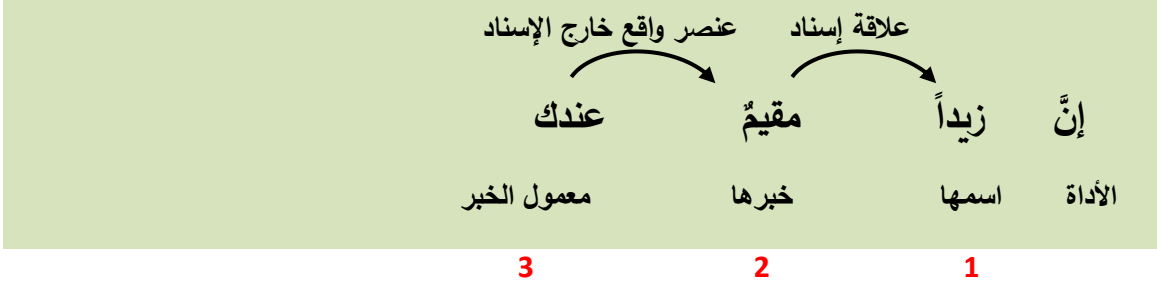 علاقة إسناد عنصر واقع خارج الإسناد
إنَّ زيداً مقيمٌ عندك
الأداة اسمها خبرها معمول الخبر
1 2 3